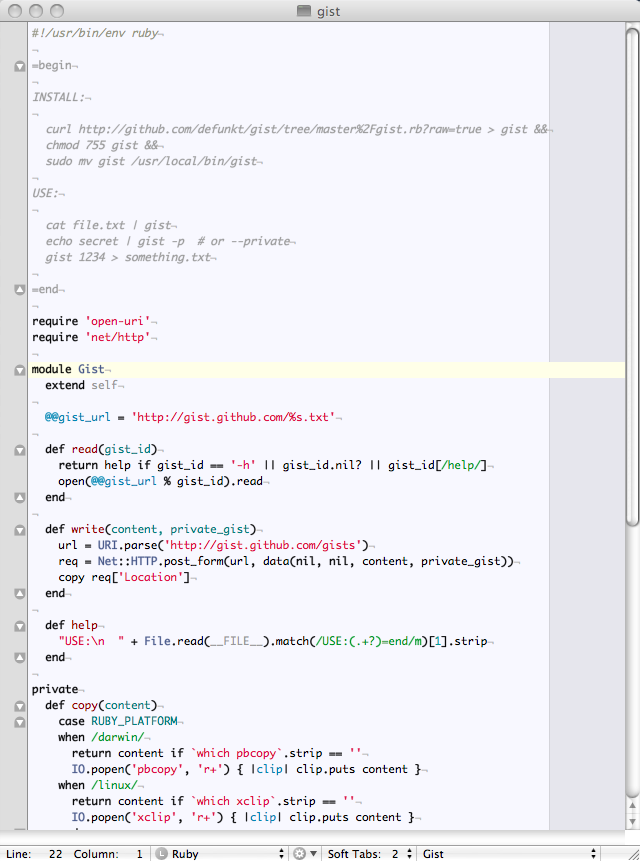 gist
#!/usr/bin/env ruby¬
¬
=begin¬
¬
INSTALL:¬
¬
  curl http://github.com/defunkt/gist/tree/master%2Fgist.rb?raw=true > gist &&¬
  chmod 755 gist &&¬
  sudo mv gist /usr/local/bin/gist¬
¬
USE:¬
¬
  cat file.txt | gist¬
  echo secret | gist -p  # or --private¬
  gist 1234 > something.txt¬
¬
=end¬
¬
require 'open-uri'¬
require 'net/http'¬
¬
module Gist¬
  extend self¬
¬
  @@gist_url = 'http://gist.github.com/%s.txt'¬
¬
  def read(gist_id)¬
    return help if gist_id == '-h' || gist_id.nil? || gist_id[/help/]¬
    open(@@gist_url % gist_id).read¬
  end¬
¬
  def write(content, private_gist)¬
    url = URI.parse('http://gist.github.com/gists')¬
    req = Net::HTTP.post_form(url, data(nil, nil, content, private_gist))¬
    copy req['Location']¬
  end¬
¬
  def help¬
    "USE:\n  " + File.read(__FILE__).match(/USE:(.+?)=end/m)[1].strip¬
  end¬
¬
private¬
  def copy(content)¬
    case RUBY_PLATFORM¬
    when /darwin/¬
      return content if `which pbcopy`.strip == ''¬
      IO.popen('pbcopy', 'r+') { |clip| clip.puts content }¬
    when /linux/¬
      return content if `which xclip`.strip == ''¬
      IO.popen('xclip', 'r+') { |clip| clip.puts content }¬
Line: 22 Column: 1 L Ruby Soft Tabs: 2 Gist